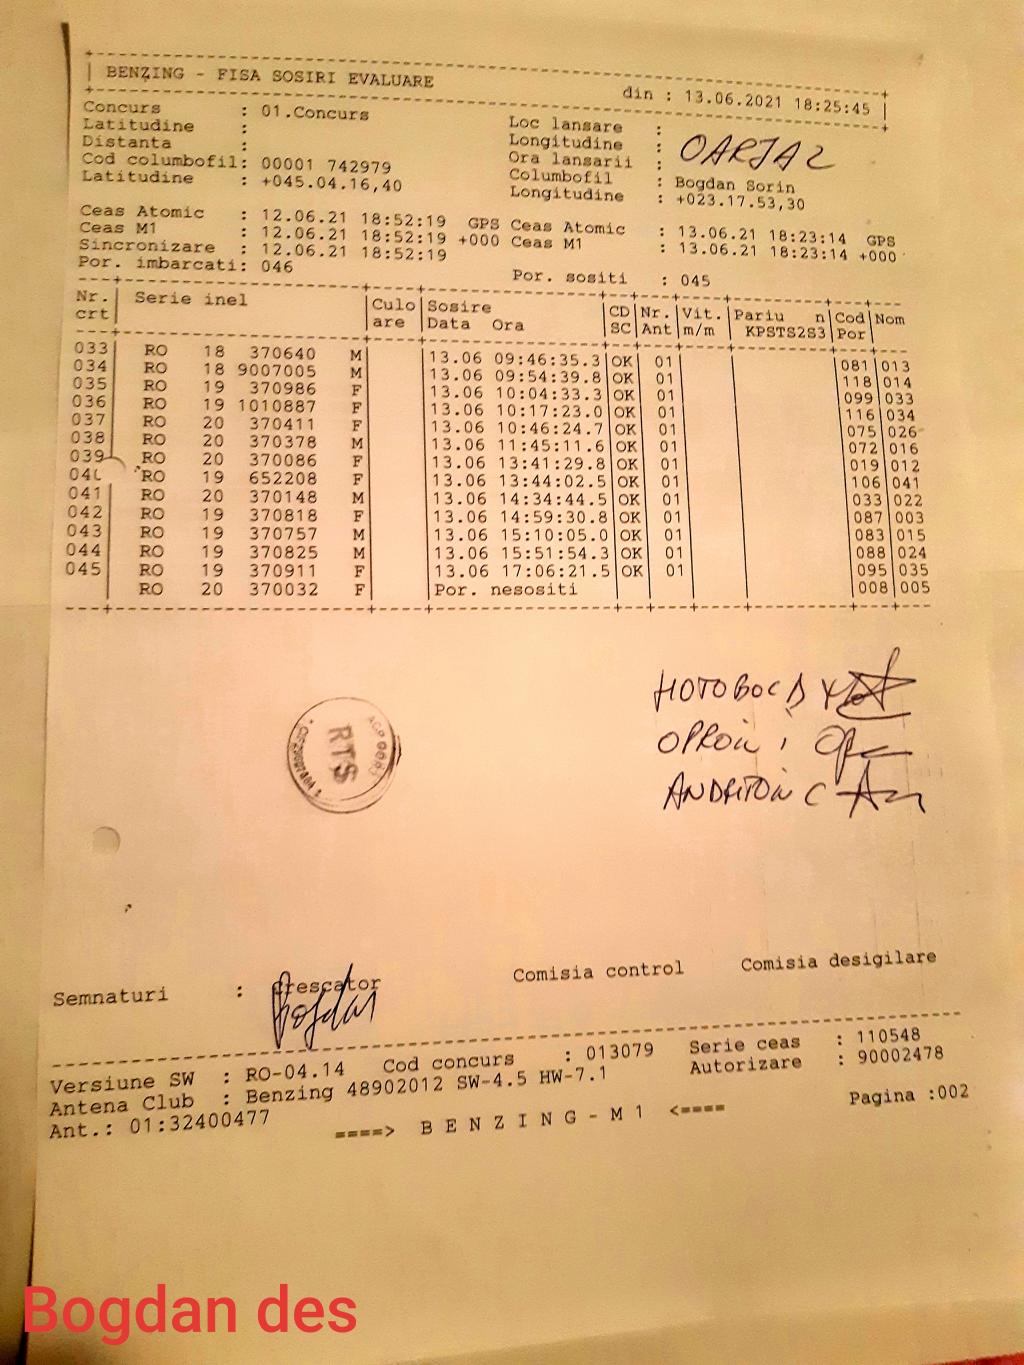 BENZING - FISA SOSIRI EVALUARE din : 13.06.2021 18:25:45
Concurs : 01.Concurs Loc lansare : OARJA 2
Latitudine : Longitudine :
Distanta : Ora lansarii :
Cod columbofil: 00001 742979 Columbofil : Bogdan Sorin
Latitudine : +045.04.16,40 Longitudine : +023.17.53,30
Ceas Atomic : 12.06.21 18:52:19 GPS Ceas Atomic : 13.06.21 18:23:14 GPS
Ceas M1 : 12.06.21 18:52:19 +000 Ceas M1 : 13.06.21 18:23:14 +000
Sincronizare : 12.06.21 18:52:19
Por. imbarcati: 046 Por. sositi : 045
Nr. Serie inel Culo Sosire CD Nr. Vit. Pariu n Cod Nom
crt are Data Ora SC Ant m/m KPSTS2S3 Por
033 RO 18 370640 M 13.06 09:46:35.3 OK 01 081 013
034 RO 18 9007005 M 13.06 09:54:39.8 OK 01 118 014
035 RO 19 370986 F 13.06 10:04:33.3 OK 01 099 033
036 RO 19 1010887 F 13.06 10:17:23.0 OK 01 116 034
037 RO 20 370411 F 13.06 10:46:24.7 OK 01 075 026
038 RO 20 370378 M 13.06 11:45:11.6 OK 01 072 016
039 RO 20 370086 F 13.06 13:41:29.8 OK 01 019 012
040 RO 19 652208 F 13.06 13:44:02.5 OK 01 106 041
041 RO 20 370148 M 13.06 14:34:44.5 OK 01 033 022
042 RO 19 370818 F 13.06 14:59:30.8 OK 01 087 003
043 RO 19 370757 M 13.06 15:10:05.0 OK 01 083 015
044 RO 19 370825 M 13.06 15:51:54.3 OK 01 088 024
045 RO 19 370911 F 13.06 17:06:21.5 OK 01 095 035
RO 20 370032 F Por. nesositi 008 005
RTS
Semnaturi : Crescator Comisia control Comisia desigilare
Bogdan
Versiune SW : RO-04.14 Cod concurs : 013079 Serie ceas : 110548
Antena Club : Benzing 48902012 SW-4.5 HW-7.1 Autorizare : 90002478
Ant.: 01:32400477 ====> B E N Z I N G - M 1 <==== Pagina :002
Bogdan des